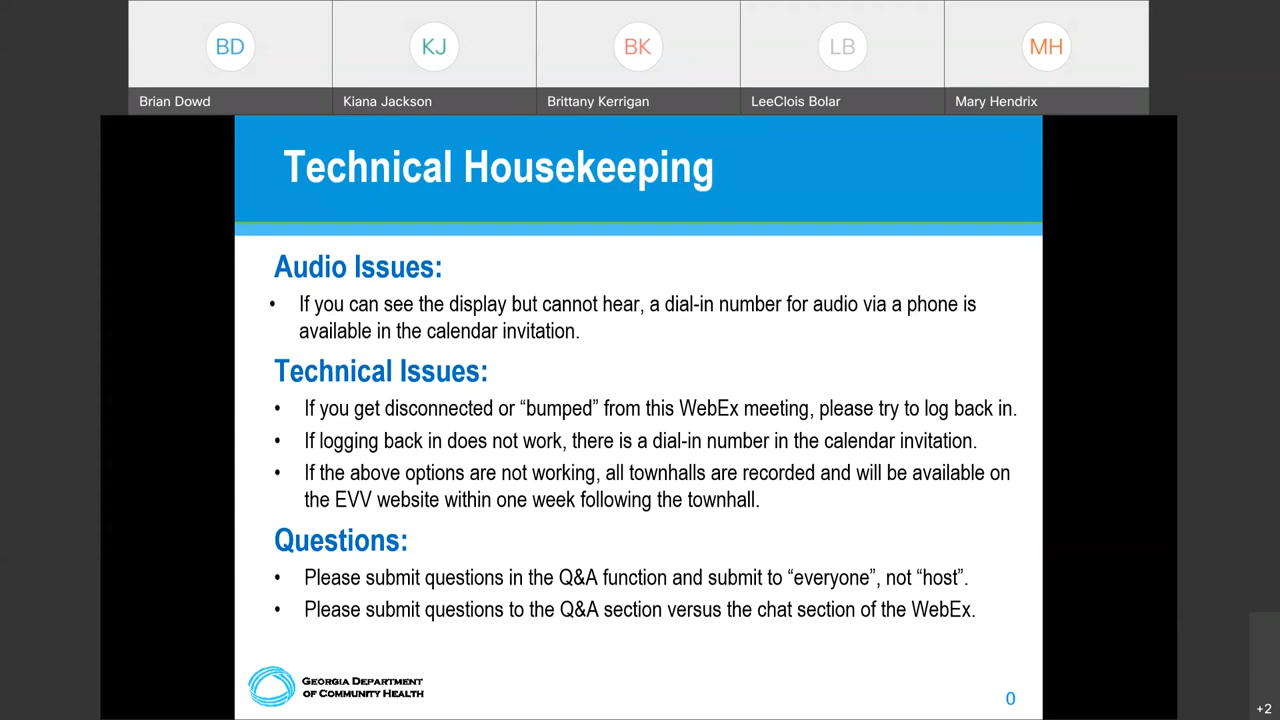 BD
KJ
BK
LB
MH
Brian Dowd
Kiana Jackson
Brittany Kerrigan
LeeClois Bolar
Mary Hendrix
Technical Housekeeping
Audio Issues:
• If you can see the display but cannot hear, a dial-in number for audio via a phone is
available in the calendar invitation.
Technical Issues:
• If you get disconnected or “bumped” from this WebEx meeting, please try to log back in.
• If logging back in does not work, there is a dial-in number in the calendar invitation.
• If the above options are not working, all townhalls are recorded and will be available on
the EVV website within one week following the townhall.
Questions:
• Please submit questions in the Q&A function and submit to “everyone”, not “host”.
• Please submit questions to the Q&A section versus the chat section of the WebEx.
GEORGIA DEPARTMENT
OF COMMUNITY HEALTH
0
+2